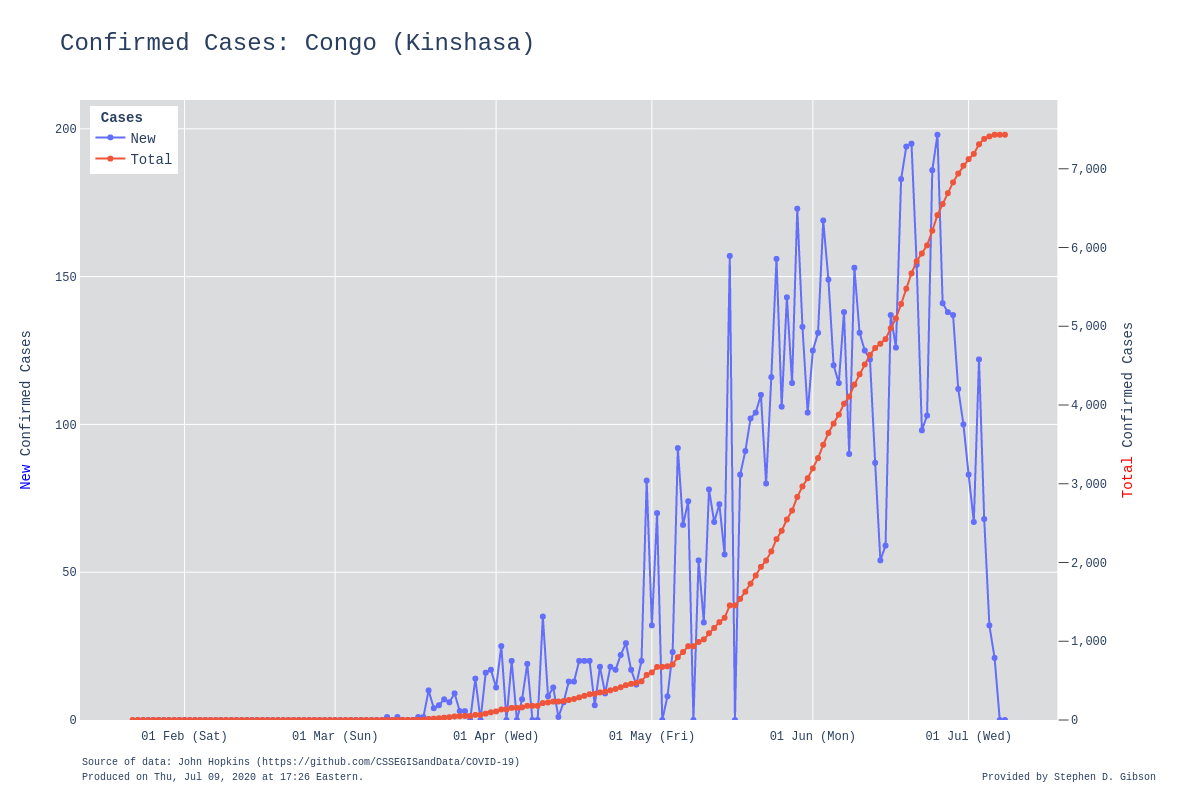 Confirmed Cases: Congo (Kinshasa)
Cases
New
Total
200
150
100
50
0
7,000
6,000
5,000
4,000
3,000
2,000
1,000
0
New Confirmed Cases
Total Confirmed Cases
01 Feb (Sat)
01 Mar (Sun)
01 Apr (Wed)
01 May (Fri)
01 Jun (Mon)
01 Jul (Wed)
Source of data: John Hopkins (https://github.com/CSSEGISandData/COVID-19)
Produced on Thu, Jul 09, 2020 at 17:26 Eastern.
Provided by Stephen D. Gibson